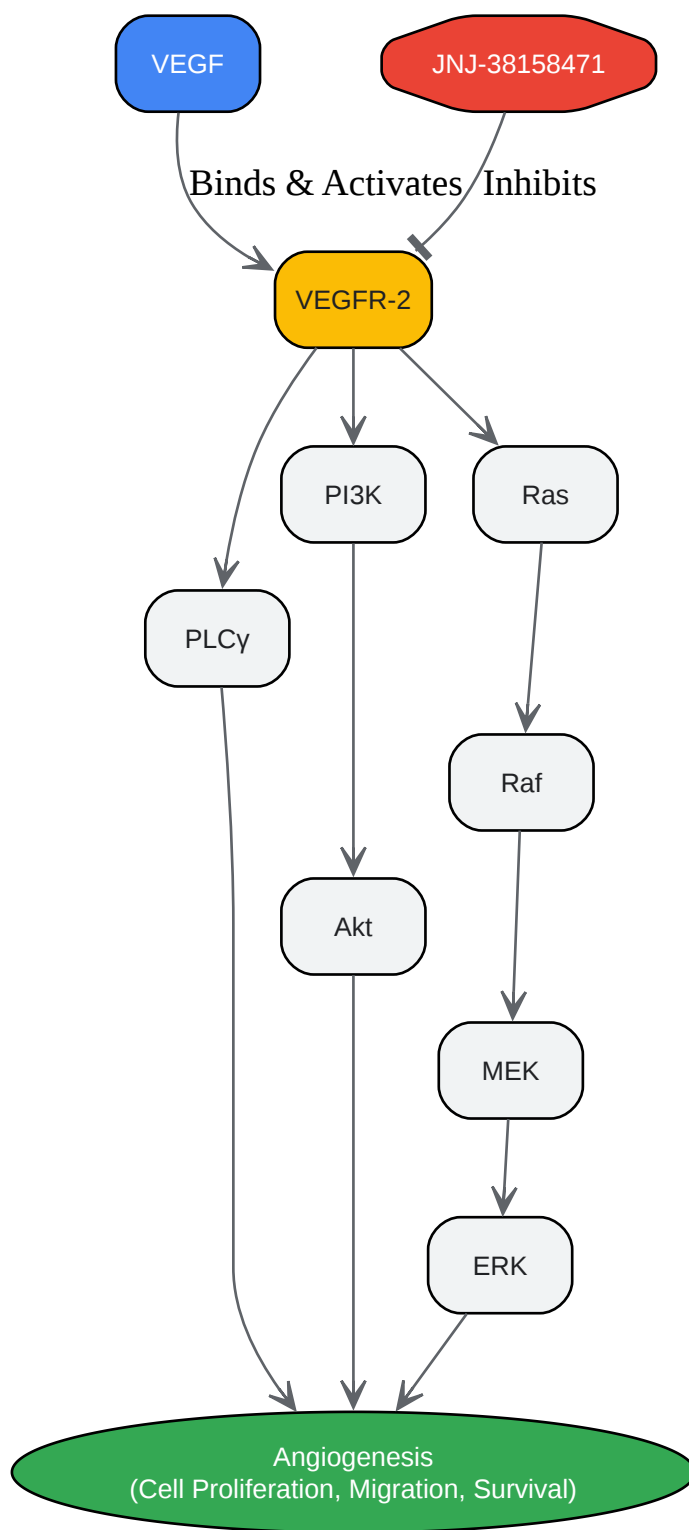 VEGF
JNJ-38158471
Binds & Activates
Inhibits
VEGFR-2
PI3K
Ras
PLCγ
Raf
Akt
MEK
ERK
Angiogenesis
(Cell Proliferation, Migration, Survival)